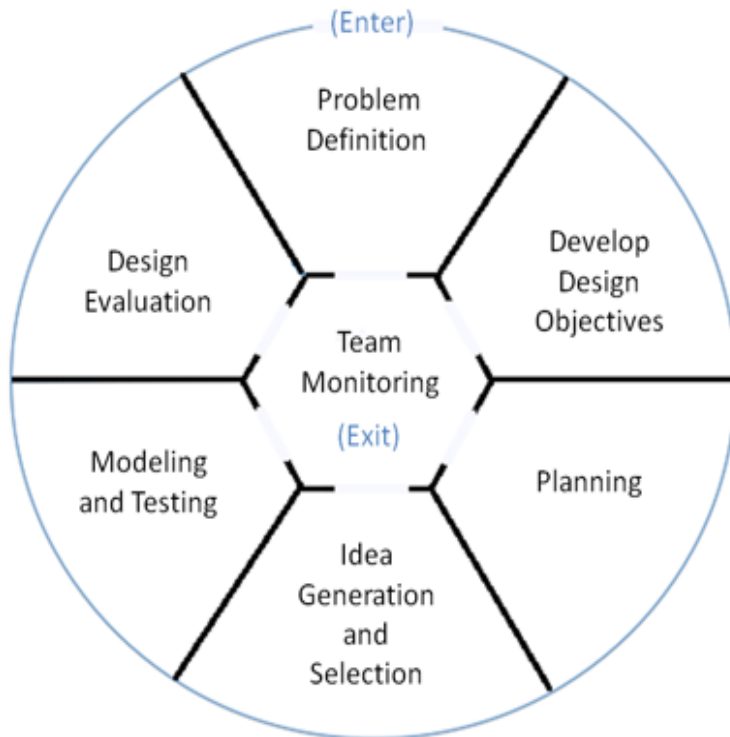 (Enter)
Problem
Definition
Develop
Design
Objectives
Planning
Idea
Generation
and
Selection
Modeling
and Testing
Design
Evaluation
Team
Monitoring
(Exit)